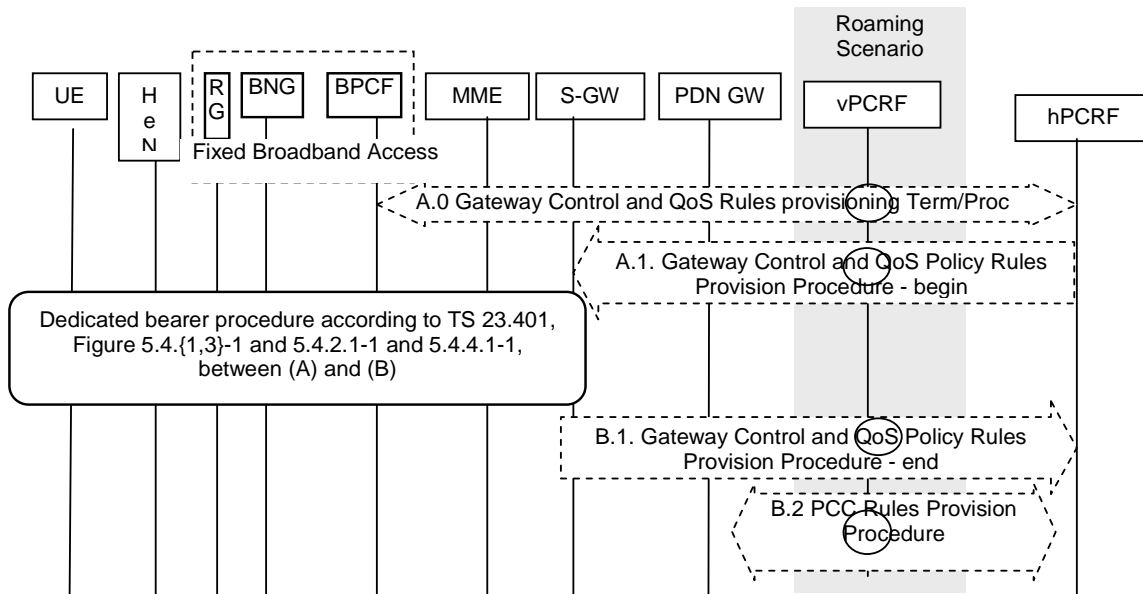 Roaming
Scenario
UE
H
e
N
R
G
BNG
BPCF
MME
S-GW
PDN GW
vPCRF
hPCRF
Fixed Broadband Access
A.0 Gateway Control and QoS Rules provisioning Term/Proc
A.1. Gateway Control and QoS Policy Rules
Provision Procedure - begin
Dedicated bearer procedure according to TS 23.401,
Figure 5.4.{1,3}-1 and 5.4.2.1-1 and 5.4.4.1-1,
between (A) and (B)
B.1. Gateway Control and QoS Policy Rules
Provision Procedure - end
B.2 PCC Rules Provision
Procedure